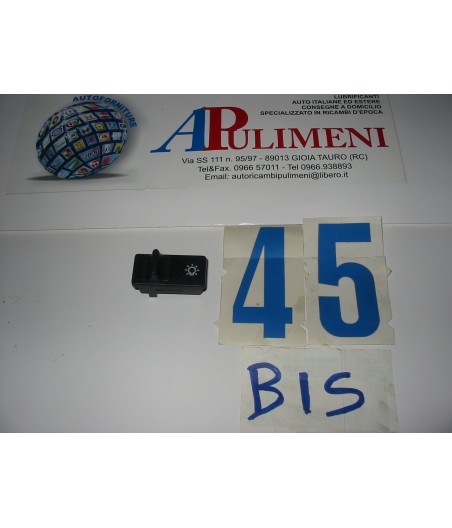 LUBRIFICANTI
AUTO ITALIANE ED ESTERE
CONSEGNE A DOMICILIO
SPECIALIZZATO IN RICAMBI D'EPOCA
AUTOFORNITURE
APULIMENI
Via SS 111 n. 95/97 - 89013 GIOIA TAURO (RC)
Tel&Fax. 0966 57011 - Tel 0966.938893
Email: autoricambipulimeni@libero.it
45
BIS